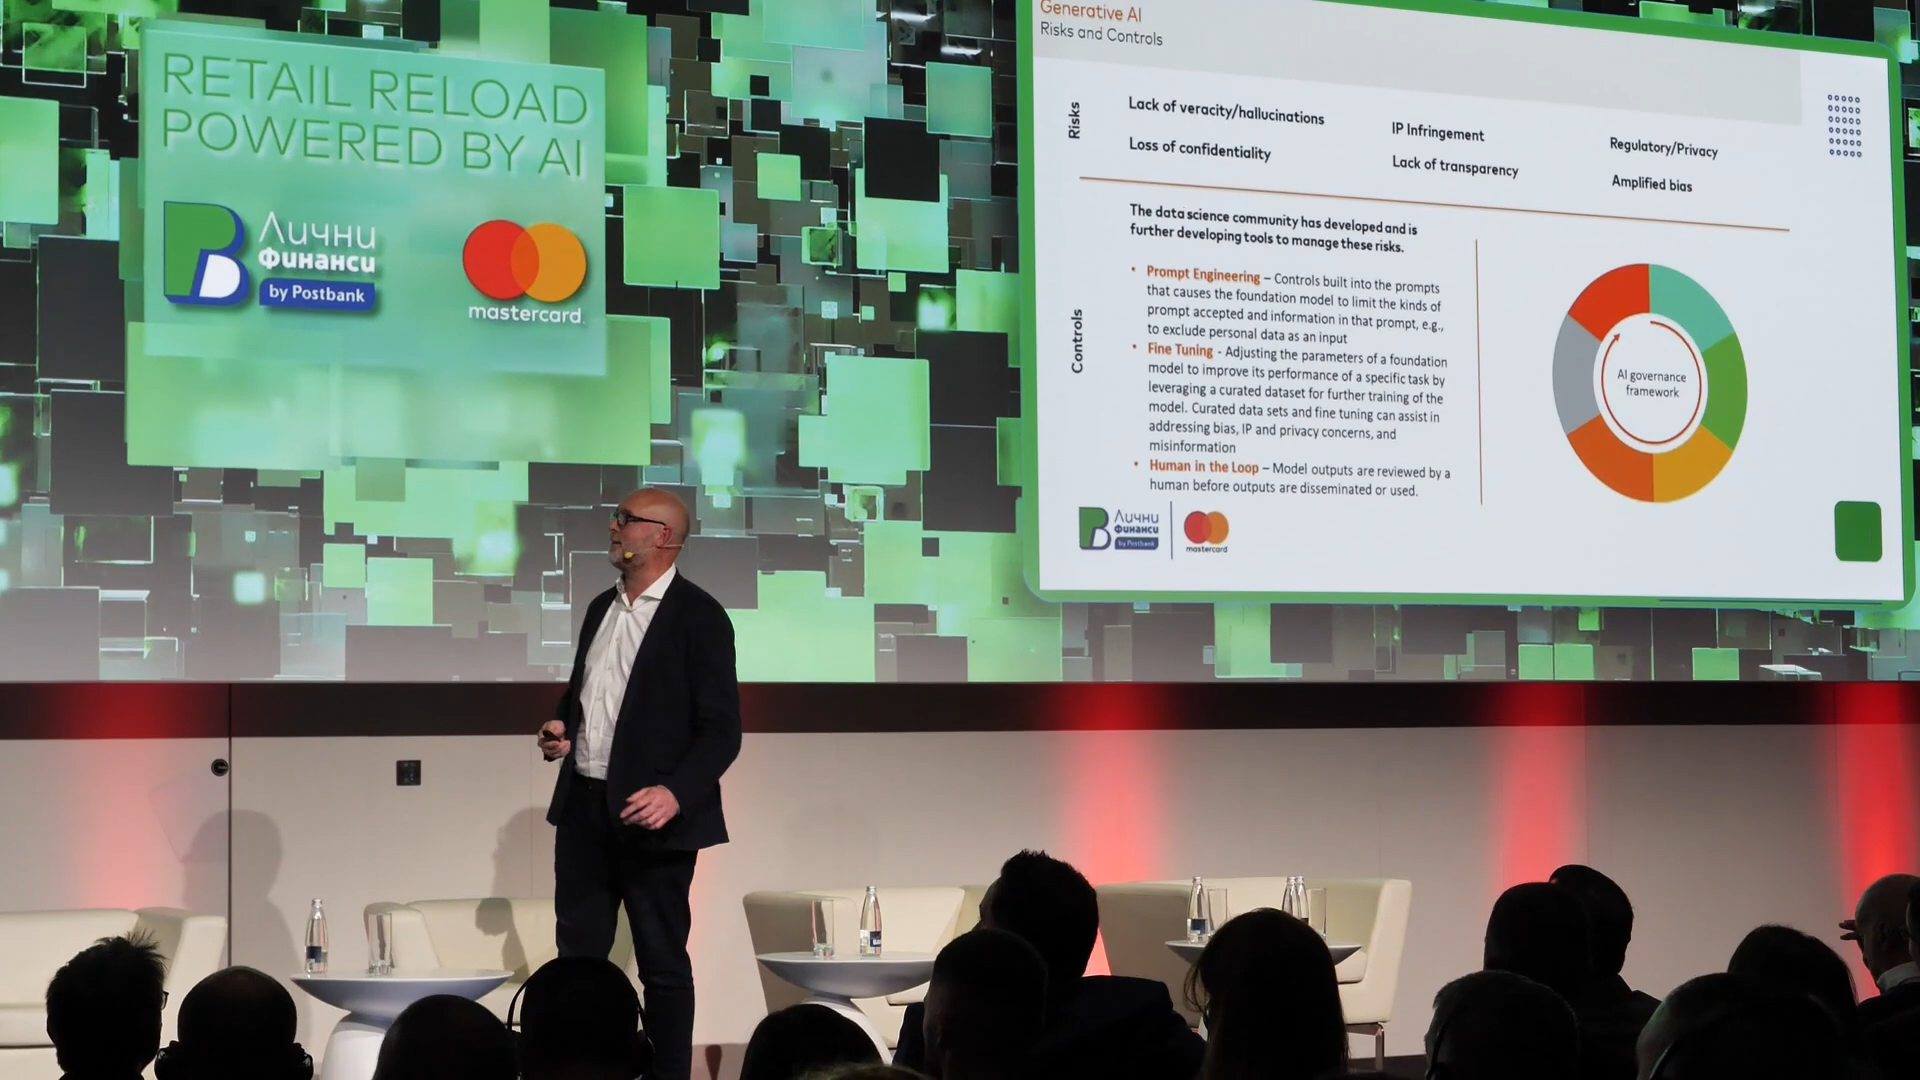 RETAIL RELOAD
POWERED BY AI
Лични
финанси
by Postbank
mastercard.
Generative AI
Risks and Controls
Risks
Lack of veracity/hallucinations
IP Infringement
Regulatory/Privacy
Loss of confidentiality
Lack of transparency
Amplified bias
Controls
The data science community has developed and is
further developing tools to manage these risks.
• Prompt Engineering – Controls built into the prompts
that causes the foundation model to limit the kinds of
prompt accepted and information in that prompt, e.g.,
to exclude personal data as an input
• Fine Tuning - Adjusting the parameters of a foundation
model to improve its performance of a specific task by
leveraging a curated dataset for further training of the
model. Curated data sets and fine tuning can assist in
addressing bias, IP and privacy concerns, and
misinformation
• Human in the Loop – Model outputs are reviewed by a
human before outputs are disseminated or used.
AI governance
framework
Лични
финанси
by Postbank
mastercard